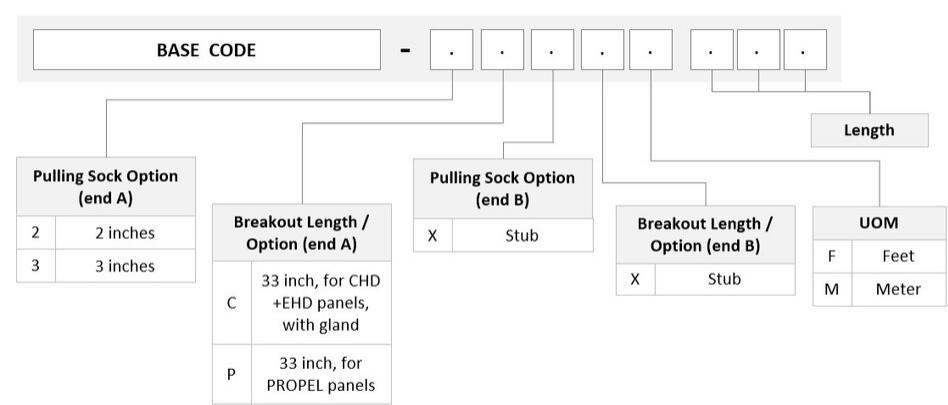 BASE CODE - . . . . . . . .
Length
Pulling Sock Option
(end A)
2 2 inches
3 3 inches
Breakout Length /
Option (end A)
C 33 inch, for CHD
+EHD panels,
with gland
P 33 inch, for
PROPEL panels
Pulling Sock Option
(end B)
X Stub
Breakout Length /
Option (end B)
X Stub
UOM
F Feet
M Meter